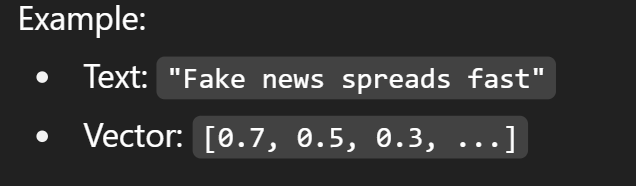 Example:
• Text: "Fake news spreads fast"
• Vector: [0.7, 0.5, 0.3, ...]